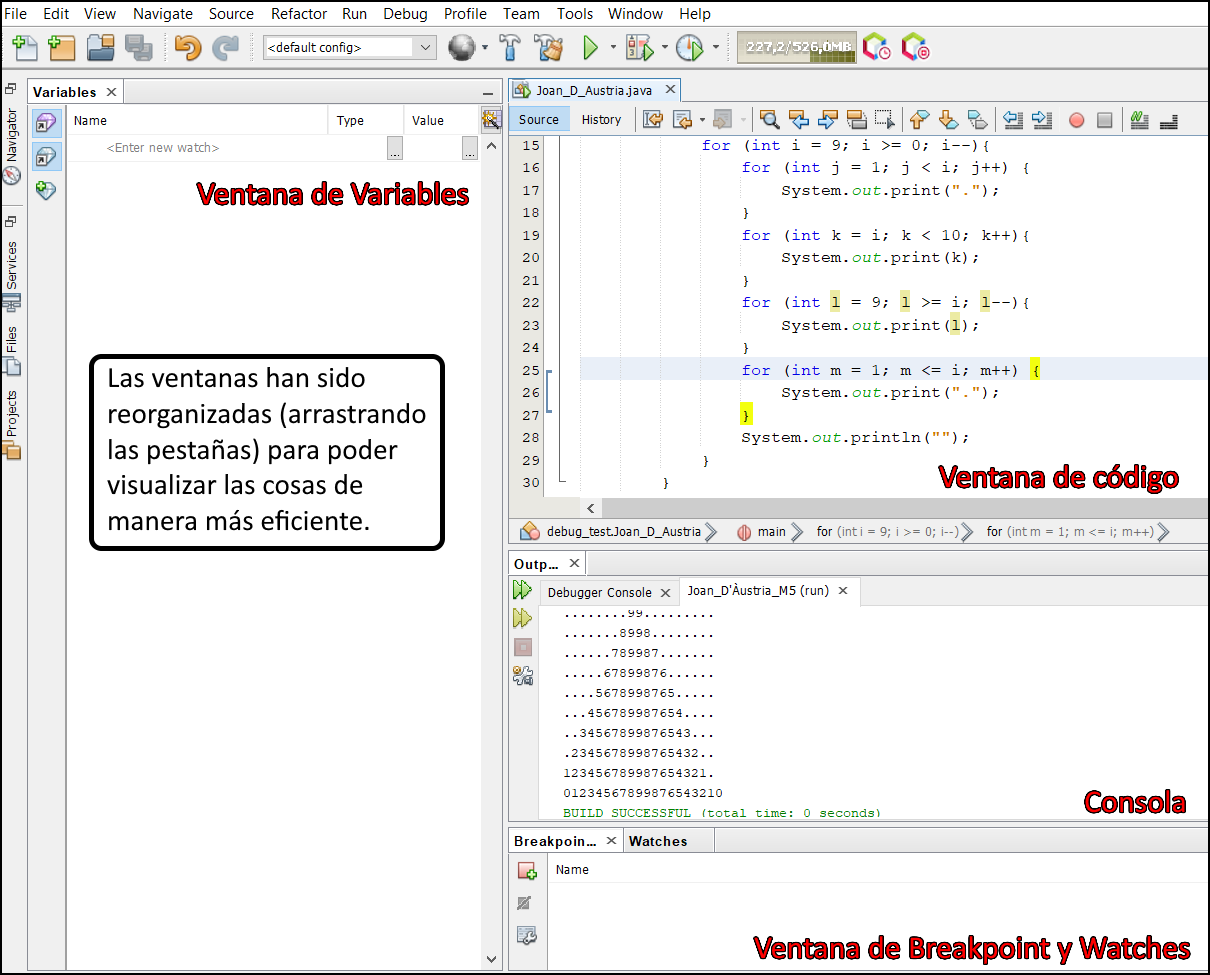 File Edit View Navigate Source Refactor Run Debug Profile Team Tools Window Help
<default config>
227,2/526,0MB
Navigator
Services
Files
Projects
Variables
Name Type Value
<Enter new watch> ... ...
Ventana de Variables
Las ventanas han sido
reorganizadas (arrastrando
las pestañas) para poder
visualizar las cosas de
manera más eficiente.
Joan_D_Austria.java
Source History
15 for (int i = 9; i >= 0; i--){
16 for (int j = 1; j < i; j++) {
17 System.out.print(".");
18 }
19 for (int k = i; k < 10; k++){
20 System.out.print(k);
21 }
22 for (int l = 9; l >= i; l--){
23 System.out.print(l);
24 }
25 for (int m = 1; m <= i; m++) {
26 System.out.print(".");
27 }
28 System.out.println("");
29 }
30 }
Ventana de código
debug_test.Joan_D_Austria main for (int i = 9; i >= 0; i--) for (int m = 1; m <= i; m++)
Outp...
Debugger Console Joan_D'Àustria_M5 (run)
........99.........
.......8998........
......789987.......
.....67899876......
....5678998765.....
...456789987654....
..34567899876543...
.2345678998765432..
123456789987654321.
01234567899876543210
BUILD SUCCESSFUL (total time: 0 seconds)
Consola
Breakpoin... Watches
Name
Ventana de Breakpoint y Watches